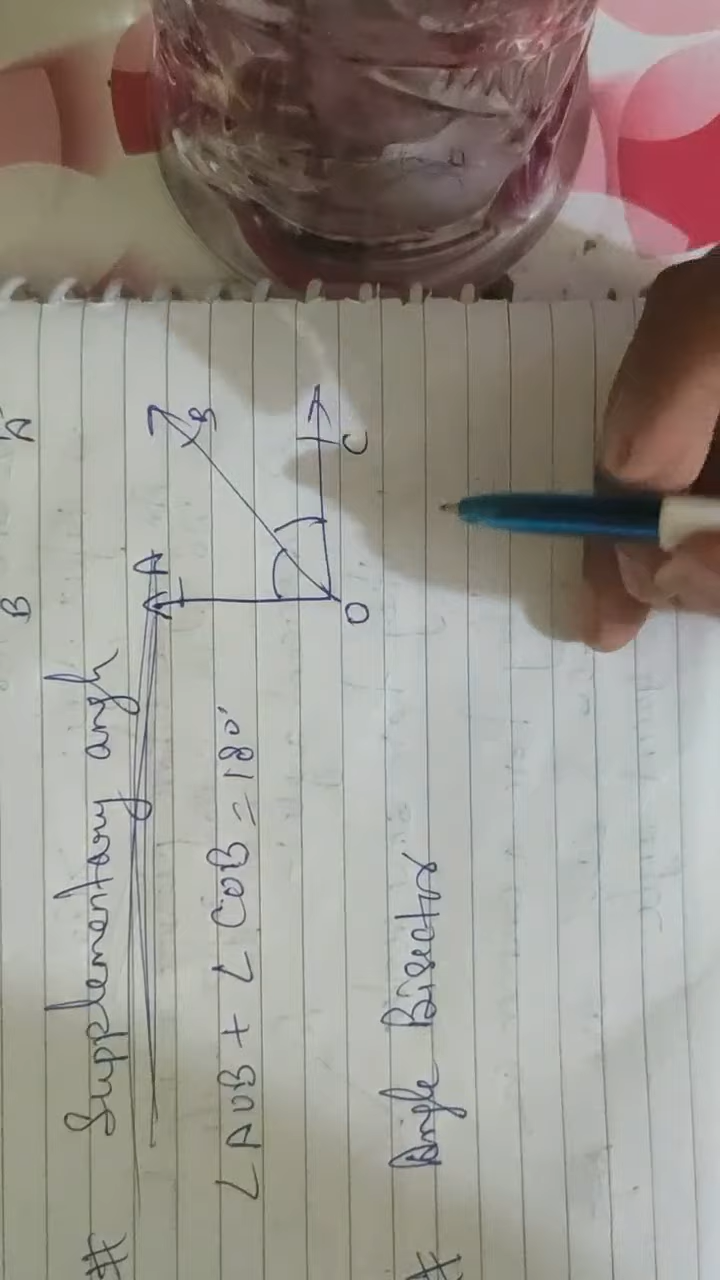 B A
# Supplementary angle
A
B
C
O
∠AOB + ∠COB = 180°
# Angle Bisector